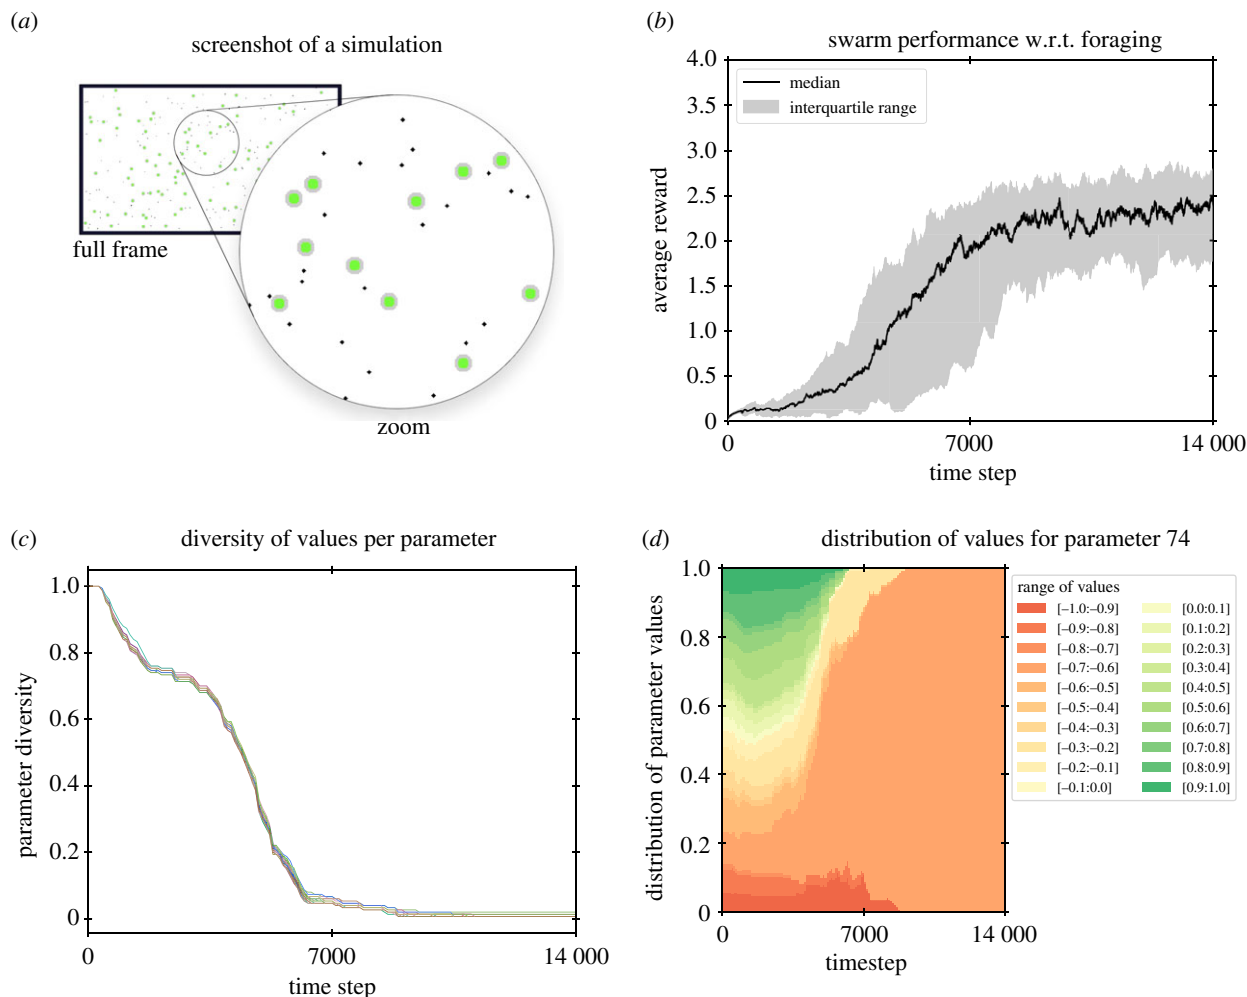 (a)
screenshot of a simulation
full frame
zoom
(b)
swarm performance w.r.t. foraging
4.0
3.5
3.0
2.5
2.0
1.5
1.0
0.5
0
median
interquartile range
average reward
0
7000
14 000
time step
(c)
diversity of values per parameter
1.0
0.8
0.6
0.4
0.2
0
parameter diversity
0
7000
14 000
time step
(d)
distribution of values for parameter 74
1.0
0.8
0.6
0.4
0.2
0
distribution of parameter values
0
7000
14 000
timestep
range of values
[–1.0:–0.9]
[–0.9:–0.8]
[–0.8:–0.7]
[–0.7:–0.6]
[–0.6:–0.5]
[–0.5:–0.4]
[–0.4:–0.3]
[–0.3:–0.2]
[–0.2:–0.1]
[–0.1:0.0]
[0.0:0.1]
[0.1:0.2]
[0.2:0.3]
[0.3:0.4]
[0.4:0.5]
[0.5:0.6]
[0.6:0.7]
[0.7:0.8]
[0.8:0.9]
[0.9:1.0]